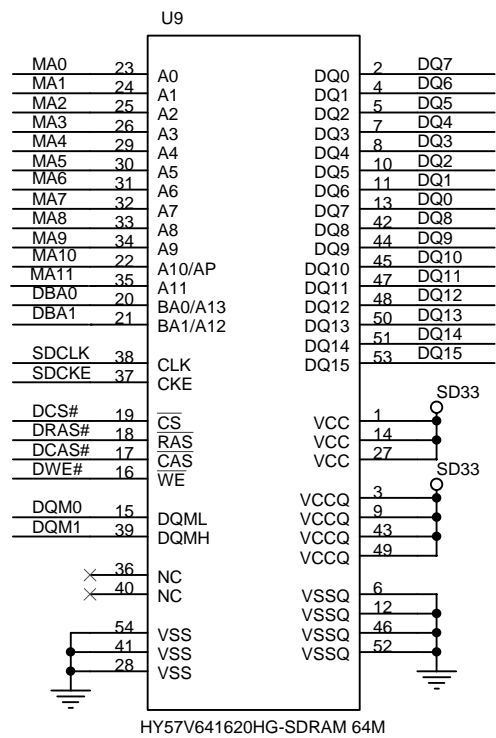 U9
MA0 23 A0 DQ0 2 DQ7
MA1 24 A1 DQ1 4 DQ6
MA2 25 A2 DQ2 5 DQ5
MA3 26 A3 DQ3 7 DQ4
MA4 29 A4 DQ4 8 DQ3
MA5 30 A5 DQ5 10 DQ2
MA6 31 A6 DQ6 11 DQ1
MA7 32 A7 DQ7 13 DQ0
MA8 33 A8 DQ8 42 DQ8
MA9 34 A9 DQ9 44 DQ9
MA10 22 A10/AP DQ10 45 DQ10
MA11 35 A11 DQ11 47 DQ11
DBA0 20 BA0/A13 DQ12 48 DQ12
DBA1 21 BA1/A12 DQ13 50 DQ13
DQ14 51 DQ14
SDCLK 38 CLK DQ15 53 DQ15
SDCKE 37 CKE
SD33
DCS# 19 CS VCC 1
DRAS# 18 RAS VCC 14
DCAS# 17 CAS VCC 27
DWE# 16 WE
SD33
VCCQ 3
DQM0 15 DQML VCCQ 9
DQM1 39 DQMH VCCQ 43
VCCQ 49
36 NC
40 NC VSSQ 6
VSSQ 12
54 VSS VSSQ 46
41 VSS VSSQ 52
28 VSS
HY57V641620HG-SDRAM 64M